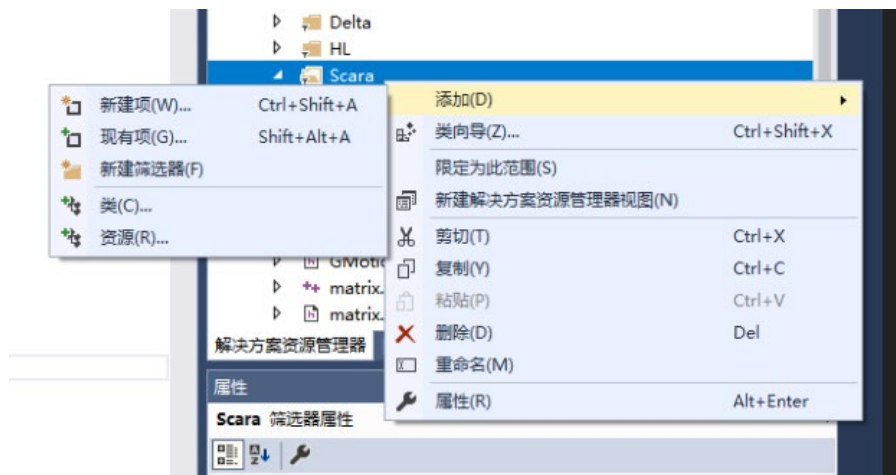 Delta
HL
Scara
新建项(W)... Ctrl+Shift+A
现有项(G)... Shift+Alt+A
新建筛选器(F)
类(C)...
资源(R)...
添加(D)
类向导(Z)... Ctrl+Shift+X
限定为此范围(S)
新建解决方案资源管理器视图(N)
剪切(T) Ctrl+X
复制(Y) Ctrl+C
粘贴(P) Ctrl+V
删除(D) Del
重命名(M)
属性(R) Alt+Enter
GMotio
matrix.
matrix.
解决方案资源管理器
属性
Scara 筛选器属性